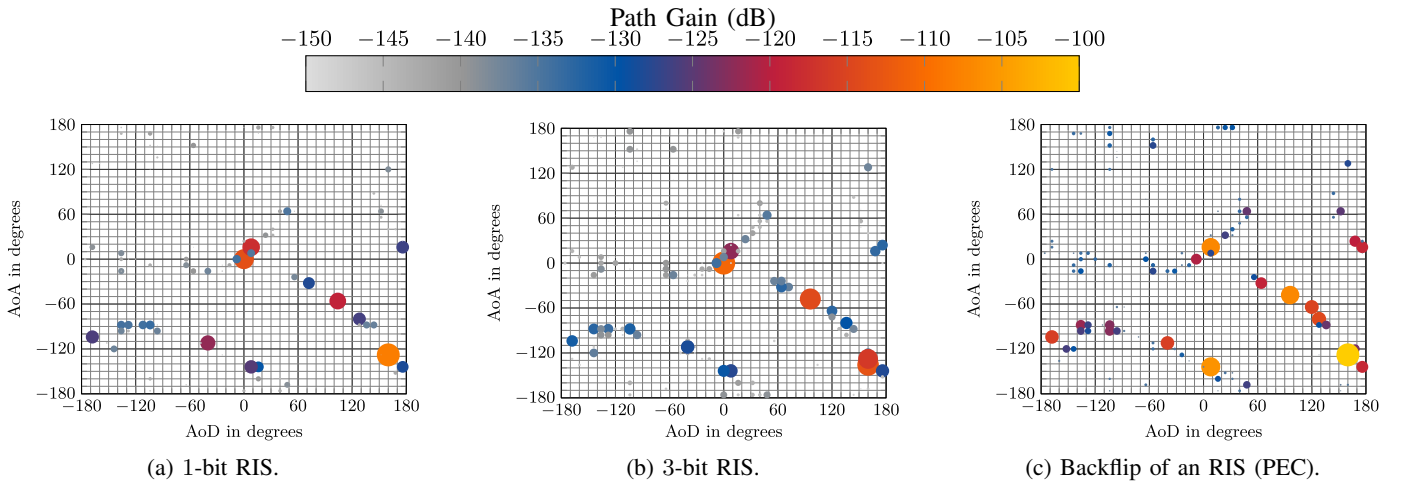 Path Gain (dB)
−150 −145 −140 −135 −130 −125 −120 −115 −110 −105 −100
180
120
60
0
−60
−120
−180
AoA in degrees
−180 −120 −60 0 60 120 180
AoD in degrees
(a) 1-bit RIS.
180
120
60
0
−60
−120
−180
AoA in degrees
−180 −120 −60 0 60 120 180
AoD in degrees
(b) 3-bit RIS.
180
120
60
0
−60
−120
−180
AoA in degrees
−180 −120 −60 0 60 120 180
AoD in degrees
(c) Backflip of an RIS (PEC).